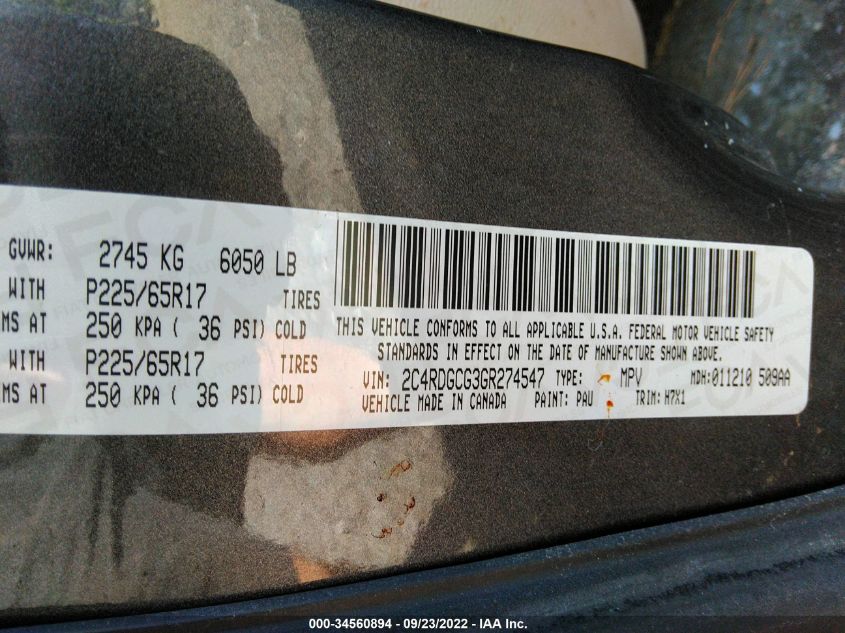 GVWR: 2745 KG 6050 LB
WITH P225/65R17 TIRES
MS AT 250 KPA ( 36 PSI) COLD
WITH P225/65R17 TIRES
MS AT 250 KPA ( 36 PSI) COLD
THIS VEHICLE CONFORMS TO ALL APPLICABLE U.S.A. FEDERAL MOTOR VEHICLE SAFETY
STANDARDS IN EFFECT ON THE DATE OF MANUFACTURE SHOWN ABOVE.
VIN: 2C4RDGCG3GR274547 TYPE: MPV MDH:011210 509AA
VEHICLE MADE IN CANADA PAINT: PAU TRIM: H7X1
000-34560894 - 09/23/2022 - IAA Inc.